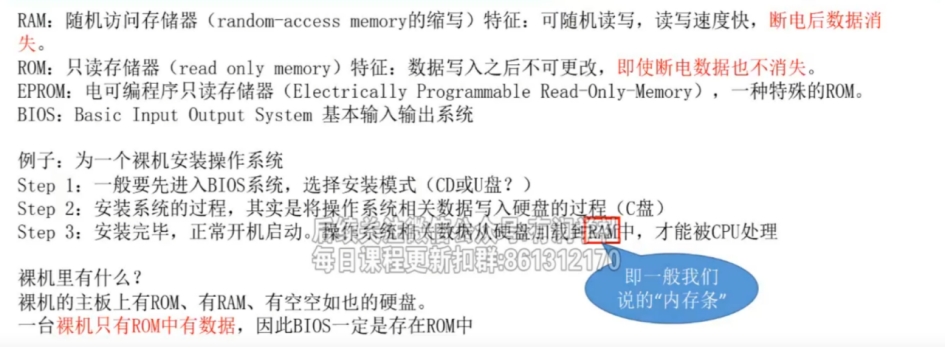 RAM：随机访问存储器（random-access memory的缩写）特征：可随机读写，读写速度快，断电后数据消
失。
ROM：只读存储器（read only memory）特征：数据写入之后不可更改，即使断电数据也不消失。
EPROM：电可编程序只读存储器（Electrically Programmable Read-Only-Memory），一种特殊的ROM。
BIOS：Basic Input Output System 基本输入输出系统
例子：为一个裸机安装操作系统
Step 1：一般要先进入BIOS系统，选择安装模式（CD或U盘？）
Step 2：安装系统的过程，其实是将操作系统相关数据写入硬盘的过程（C盘）
Step 3：安装完毕，正常开机启动。操作系统相关数据从硬盘加载到RAM中，才能被CPU处理
每日课程更新扣群:861312170
即一般我们
说的“内存条”
裸机里有什么？
裸机的主板上有ROM、有RAM、有空空如也的硬盘。
一台裸机只有ROM中有数据，因此BIOS一定是存在ROM中